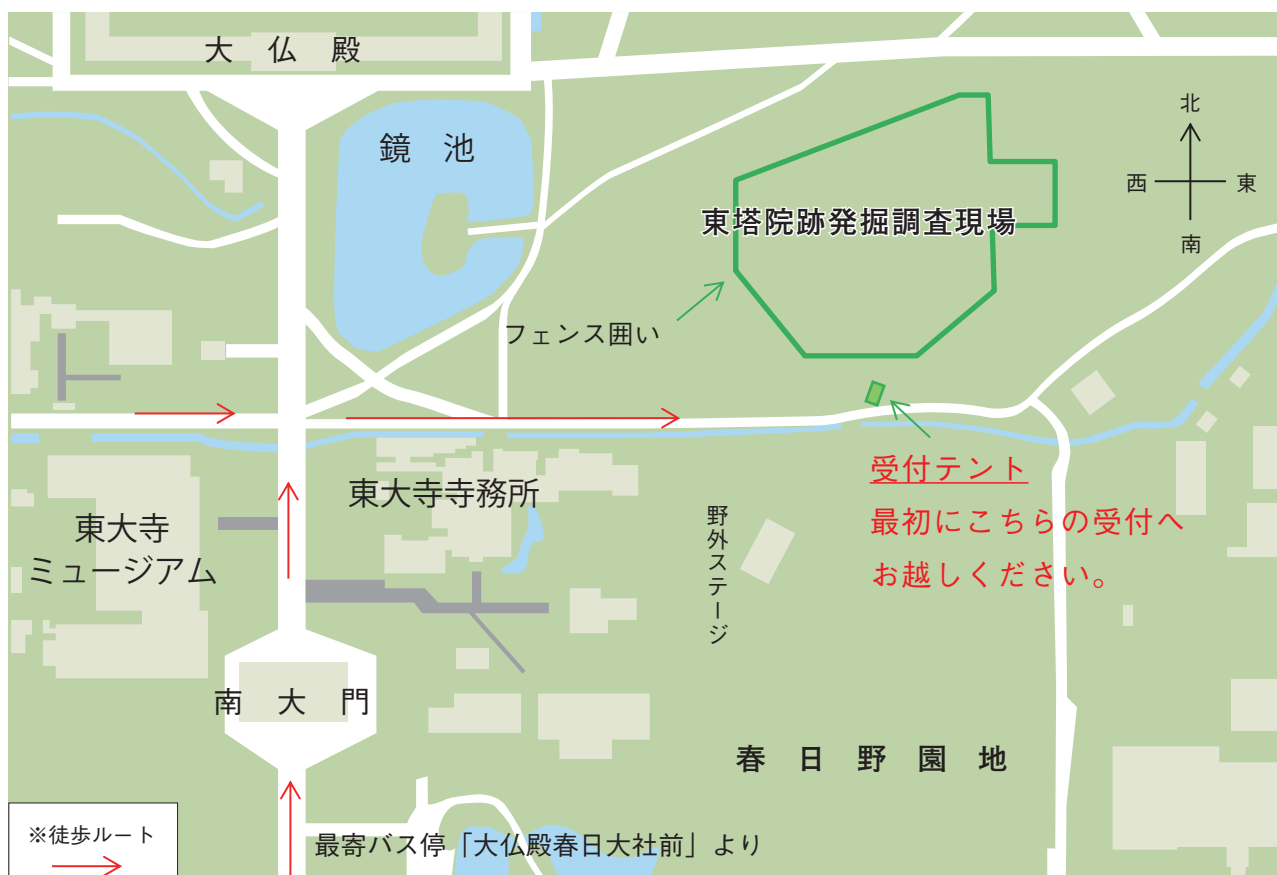 大仏殿
鏡池
北
西
東
南
東塔院跡発掘調査現場
フェンス囲い
受付テント
最初にこちらの受付へ
お越しください。
東大寺寺務所
東大寺
ミュージアム
野外ステージ
南大門
春日野園地
※徒歩ルート
最寄バス停「大仏殿春日大社前」より